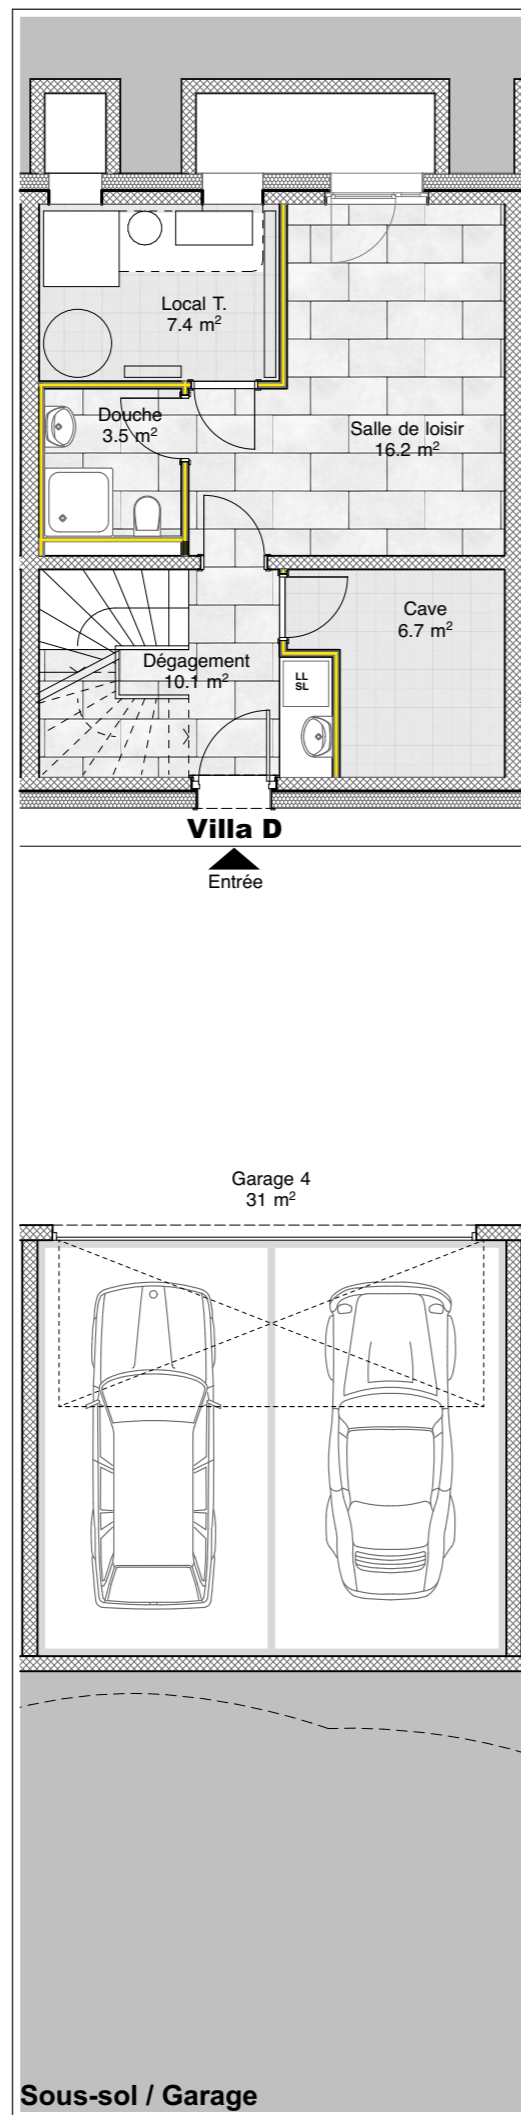 Local T.
7.4 m²
Douche
3.5 m²
Salle de loisir
16.2 m²
Cave
6.7 m²
Dégagement
10.1 m²
LL
SL
Villa D
Entrée
Garage 4
31 m²
Sous-sol / Garage